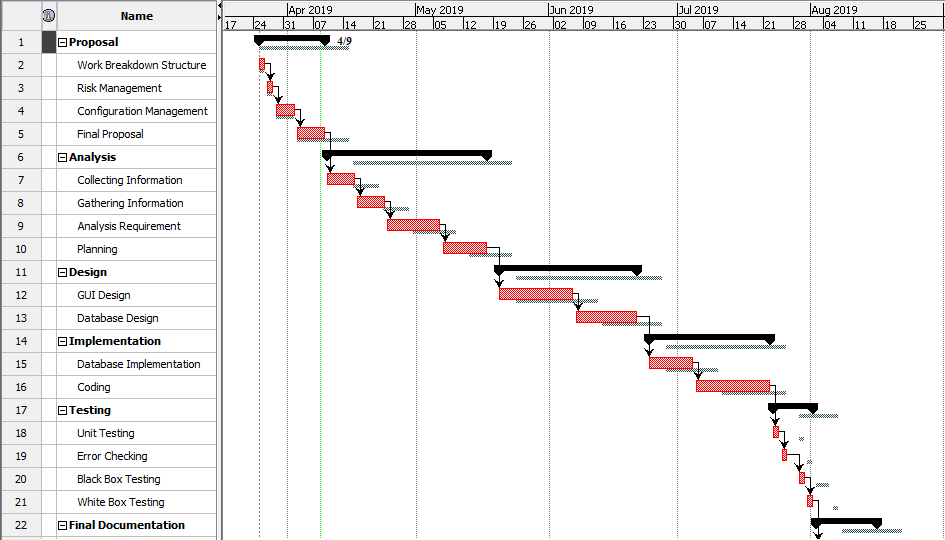 Name
Apr 2019 May 2019 Jun 2019 Jul 2019 Aug 2019
17 24 31 07 14 21 28 05 12 19 26 02 09 16 23 30 07 14 21 28 04 11 18 25
1 Proposal 4/9
2 Work Breakdown Structure
3 Risk Management
4 Configuration Management
5 Final Proposal
6 Analysis
7 Collecting Information
8 Gathering Information
9 Analysis Requirement
10 Planning
11 Design
12 GUI Design
13 Database Design
14 Implementation
15 Database Implementation
16 Coding
17 Testing
18 Unit Testing
19 Error Checking
20 Black Box Testing
21 White Box Testing
22 Final Documentation